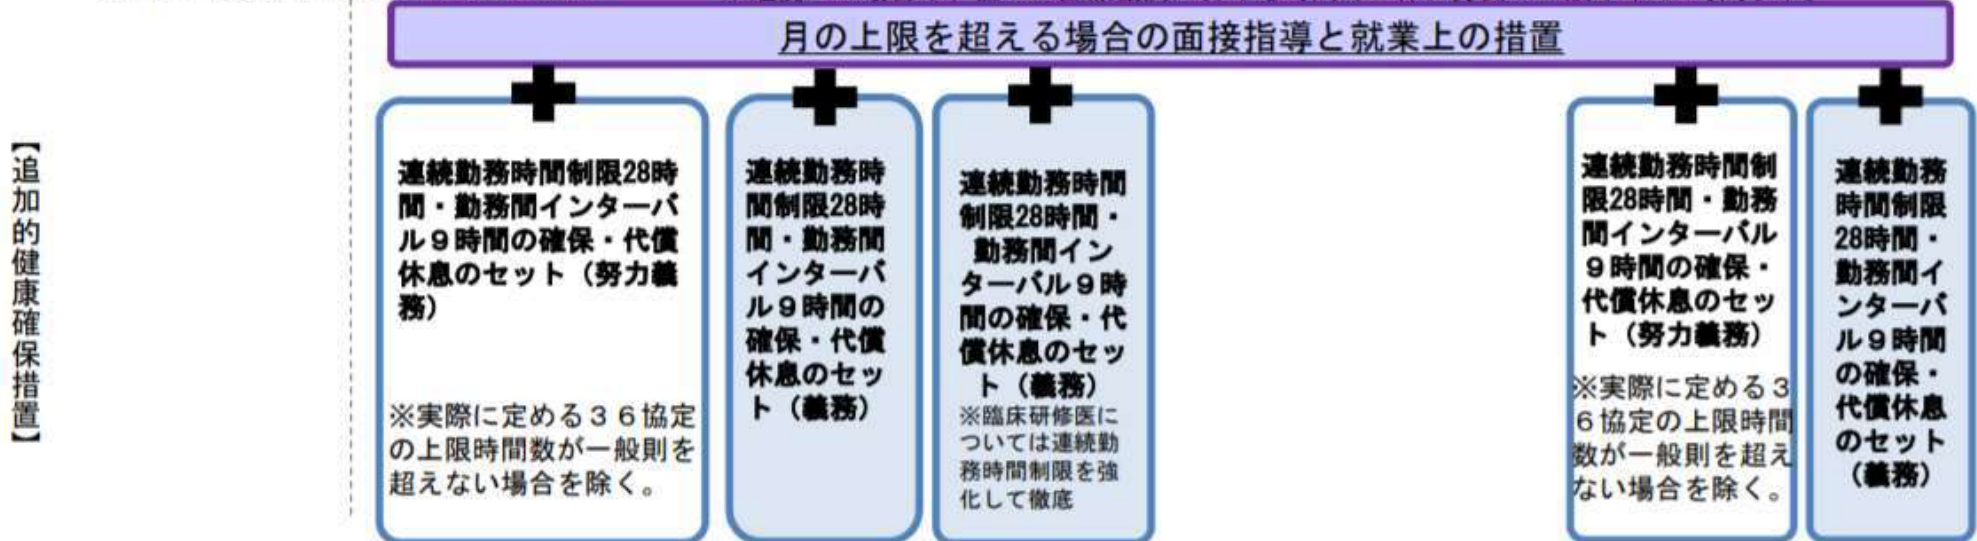 月の上限を超える場合の面接指導と就業上の措置
【追加的健康確保措置】
連続勤務時間制限28時
間・勤務間インターバ
ル９時間の確保・代償
休息のセット（努力義
務）
※実際に定める３６協定
の上限時間数が一般則を
超えない場合を除く。
連続勤務時
間制限28時
間・勤務間
インターバ
ル９時間の
確保・代償
休息のセッ
ト（義務）
連続勤務時間
制限28時間・
勤務間イン
ターバル９時
間の確保・代
償休息のセッ
ト（義務）
※臨床研修医に
ついては連続勤
務時間制限を強
化して徹底
連続勤務時間制
限28時間・勤務
間インターバル
９時間の確保・
代償休息のセッ
ト（努力義務）
※実際に定める３
６協定の上限時間
数が一般則を超え
ない場合を除く。
連続勤務
時間制限
28時間・
勤務間イ
ンターバ
ル９時間
の確保・
代償休息
のセット
（義務）